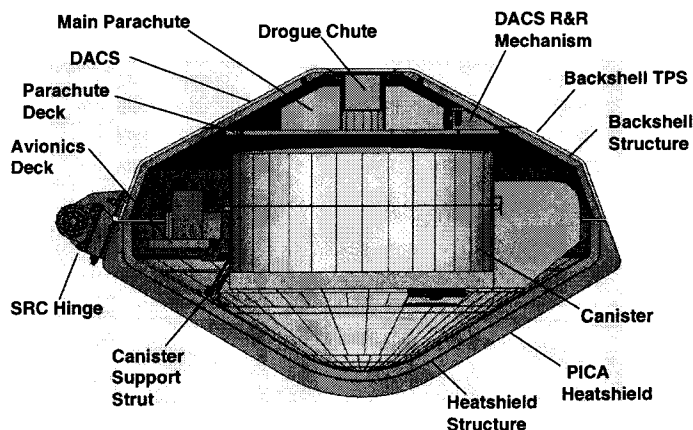 Main Parachute
Drogue Chute
DACS R&R
Mechanism
DACS
Backshell TPS
Parachute
Deck
Backshell
Structure
Avionics
Deck
SRC Hinge
Canister
Canister
Support
Strut
PICA
Heatshield
Heatshield
Structure